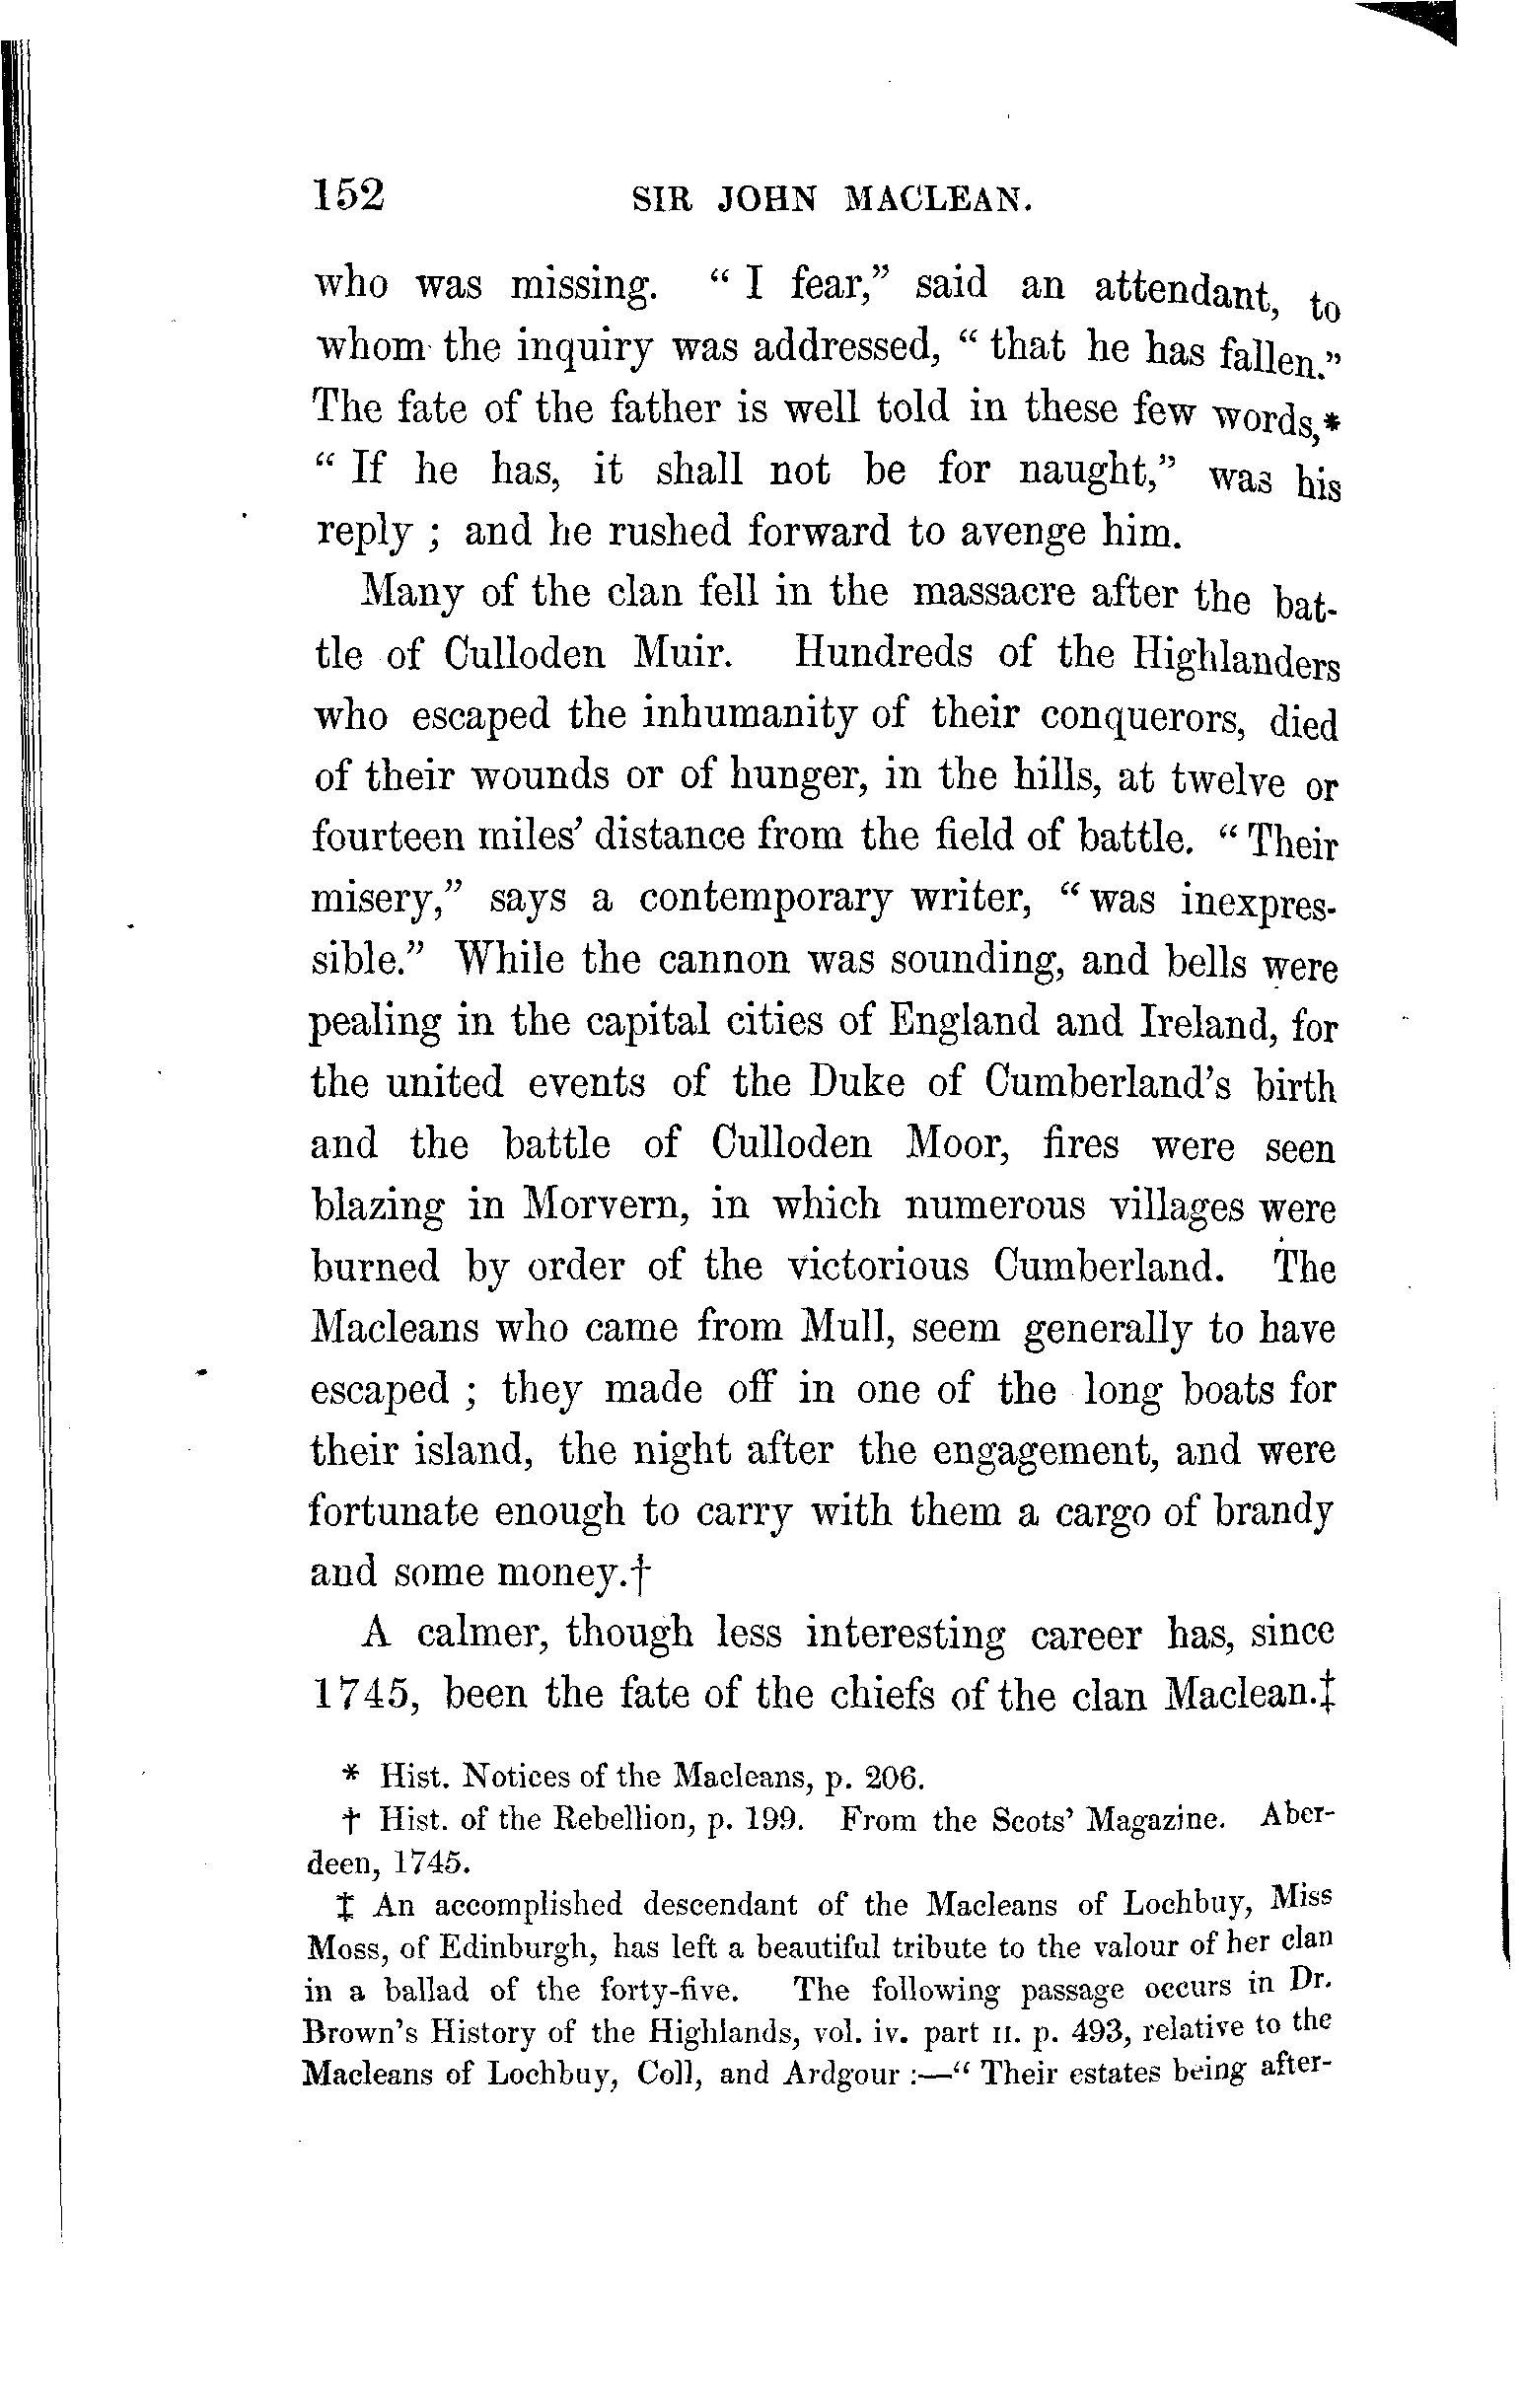 152 SIR JOHN MACLEAN.
who was missing. “ I fear,” said an attendant, to
whom the inquiry was addressed, “ that he has fallen.”
The fate of the father is well told in these few words,*
“ If he has, it shall not be for naught,” was his
reply ; and he rushed forward to avenge him.
Many of the clan fell in the massacre after the bat-
tle of Culloden Muir. Hundreds of the Highlanders
who escaped the inhumanity of their conquerors, died
of their wounds or of hunger, in the hills, at twelve or
fourteen miles’ distance from the field of battle. “ Their
misery,” says a contemporary writer, “ was inexpres-
sible.” While the cannon was sounding, and bells were
pealing in the capital cities of England and Ireland, for
the united events of the Duke of Cumberland’s birth
and the battle of Culloden Moor, fires were seen
blazing in Morvern, in which numerous villages were
burned by order of the victorious Cumberland. The
Macleans who came from Mull, seem generally to have
escaped ; they made off in one of the long boats for
their island, the night after the engagement, and were
fortunate enough to carry with them a cargo of brandy
and some money.†
A calmer, though less interesting career has, since
1745, been the fate of the chiefs of the clan Maclean.‡
* Hist. Notices of the Macleans, p. 206.
† Hist. of the Rebellion, p. 199. From the Scots’ Magazine. Aber-
deen, 1745.
‡ An accomplished descendant of the Macleans of Lochbuy, Miss
Moss, of Edinburgh, has left a beautiful tribute to the valour of her clan
in a ballad of the forty-five. The following passage occurs in Dr.
Brown’s History of the Highlands, vol. iv. part II. p. 493, relative to the
Macleans of Lochbuy, Coll, and Ardgour :—“ Their estates being after-